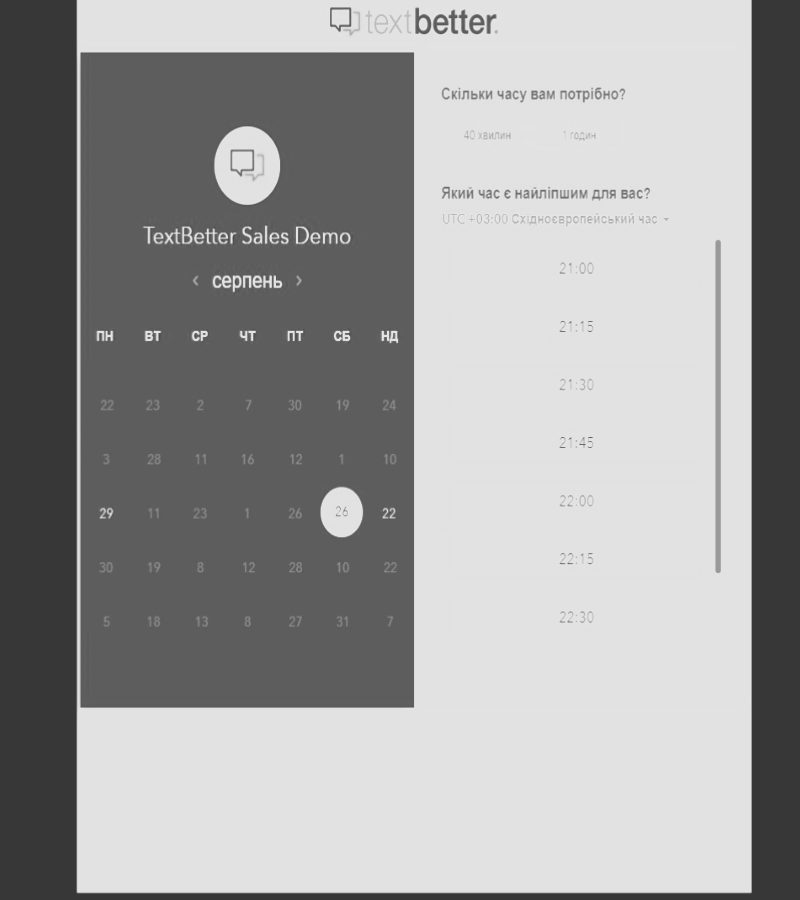 textbetter.
TextBetter Sales Demo
‹ серпень ›
ПН ВТ СР ЧТ ПТ СБ НД
22 23 2 7 30 19 24
3 28 11 16 12 1 10
29 11 23 1 26 26 22
30 19 8 12 28 10 22
5 18 13 8 27 31 7
Скільки часу вам потрібно?
40 хвилин 1 годин
Який час є найліпшим для вас?
UTC +03:00 Східноєвропейський час
21:00
21:15
21:30
21:45
22:00
22:15
22:30